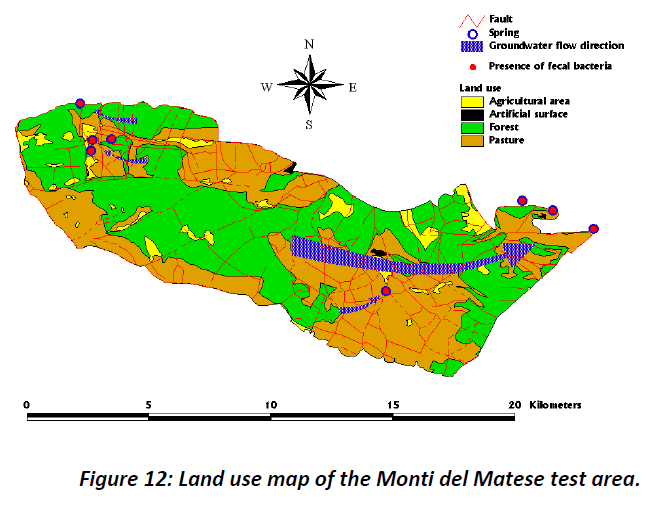 Fault
Spring
Groundwater flow direction
Presence of fecal bacteria
Land use
Agricultural area
Artificial surface
Forest
Pasture
N
W E
S
0 5 10 15 20 Kilometers
Figure 12: Land use map of the Monti del Matese test area.